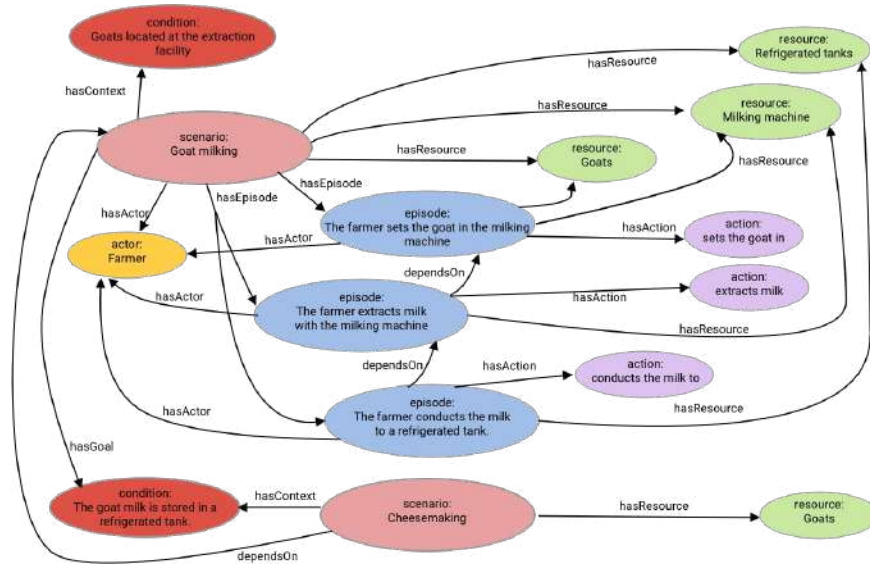 condition:
Goats located at the extraction
facility
resource:
Refrigerated tanks
hasResource
hasContext
resource:
Milking machine
hasResource
scenario:
Goat milking
hasResource
resource:
Goats
hasResource
hasEpisode
hasEpisode
hasActor
episode:
The farmer sets the goat in the milking
machine
hasAction
action:
sets the goat in
hasActor
actor:
Farmer
dependsOn
action:
extracts milk
hasAction
episode:
The farmer extracts milk
with the milking machine
hasActor
hasResource
dependsOn
hasAction
action:
conducts the milk to
episode:
The farmer conducts the milk
to a refrigerated tank.
hasActor
hasResource
hasGoal
condition:
The goat milk is stored in a
refrigerated tank.
hasContext
scenario:
Cheesemaking
hasResource
resource:
Goats
dependsOn